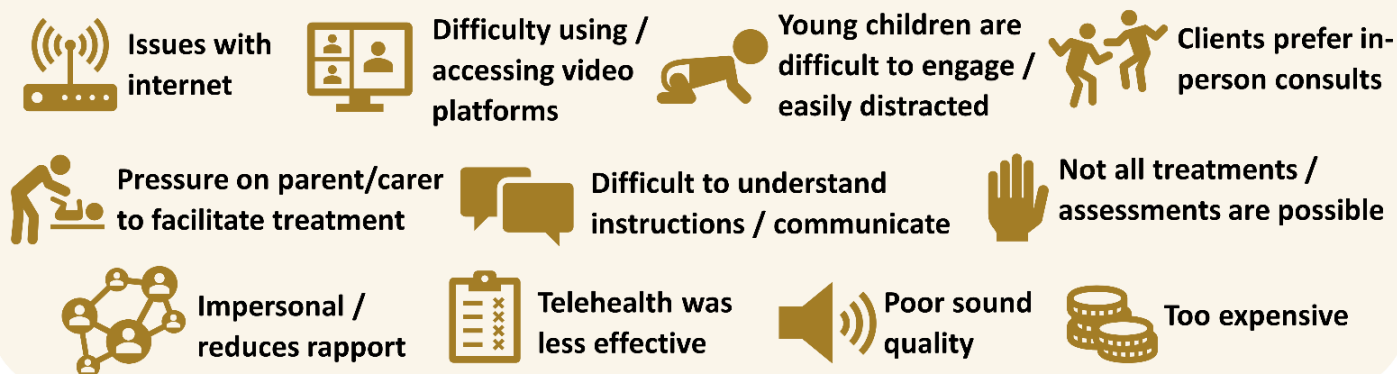 Issues with
internet
Difficulty using /
accessing video
platforms
Young children are
difficult to engage /
easily distracted
Clients prefer in-
person consults
Pressure on parent/carer
to facilitate treatment
Difficult to understand
instructions / communicate
Not all treatments /
assessments are possible
Impersonal /
reduces rapport
Telehealth was
less effective
Poor sound
quality
Too expensive